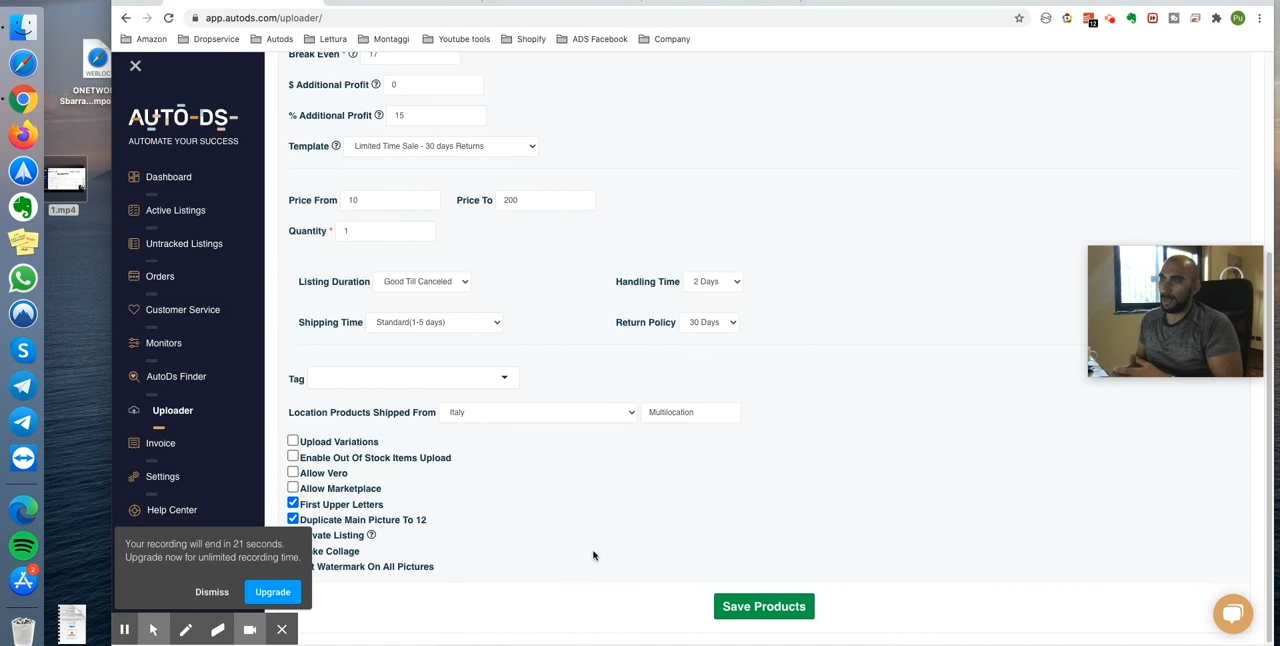 app.autods.com/uploader/
Amazon Dropservice Autods Lettura Montaggi Youtube tools Shopify ADS Facebook Company
12
Pu
WEBLOC
ONETWO
Sbarra...mpo
1.mp4
2
AUTO-DS-
AUTOMATE YOUR SUCCESS
Dashboard
Active Listings
Untracked Listings
Orders
Customer Service
Monitors
AutoDs Finder
Uploader
Invoice
Settings
Help Center
Break Even * 17
$ Additional Profit 0
% Additional Profit 15
Template Limited Time Sale - 30 days Returns
Price From 10 Price To 200
Quantity * 1
Listing Duration Good Till Canceled Handling Time 2 Days
Shipping Time Standard(1-5 days) Return Policy 30 Days
Tag
Location Products Shipped From Italy Multilocation
Upload Variations
Enable Out Of Stock Items Upload
Allow Vero
Allow Marketplace
First Upper Letters
Duplicate Main Picture To 12
vate Listing
ke Collage
t Watermark On All Pictures
Save Products
Your recording will end in 21 seconds.
Upgrade now for unlimited recording time.
Dismiss Upgrade